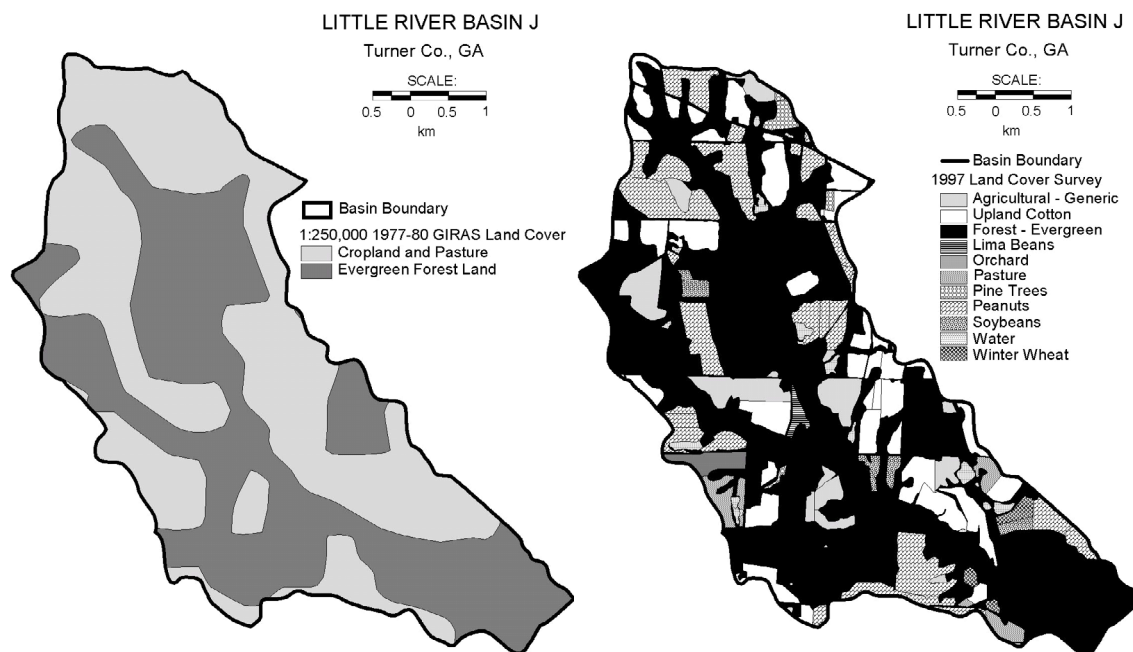 LITTLE RIVER BASIN J
Turner Co., GA
SCALE:
0.5 0 0.5 1
km
Basin Boundary
1:250,000 1977-80 GIRAS Land Cover
Cropland and Pasture
Evergreen Forest Land
LITTLE RIVER BASIN J
Turner Co., GA
SCALE:
0.5 0 0.5 1
km
Basin Boundary
1997 Land Cover Survey
Agricultural - Generic
Upland Cotton
Forest - Evergreen
Lima Beans
Orchard
Pasture
Pine Trees
Peanuts
Soybeans
Water
Winter Wheat